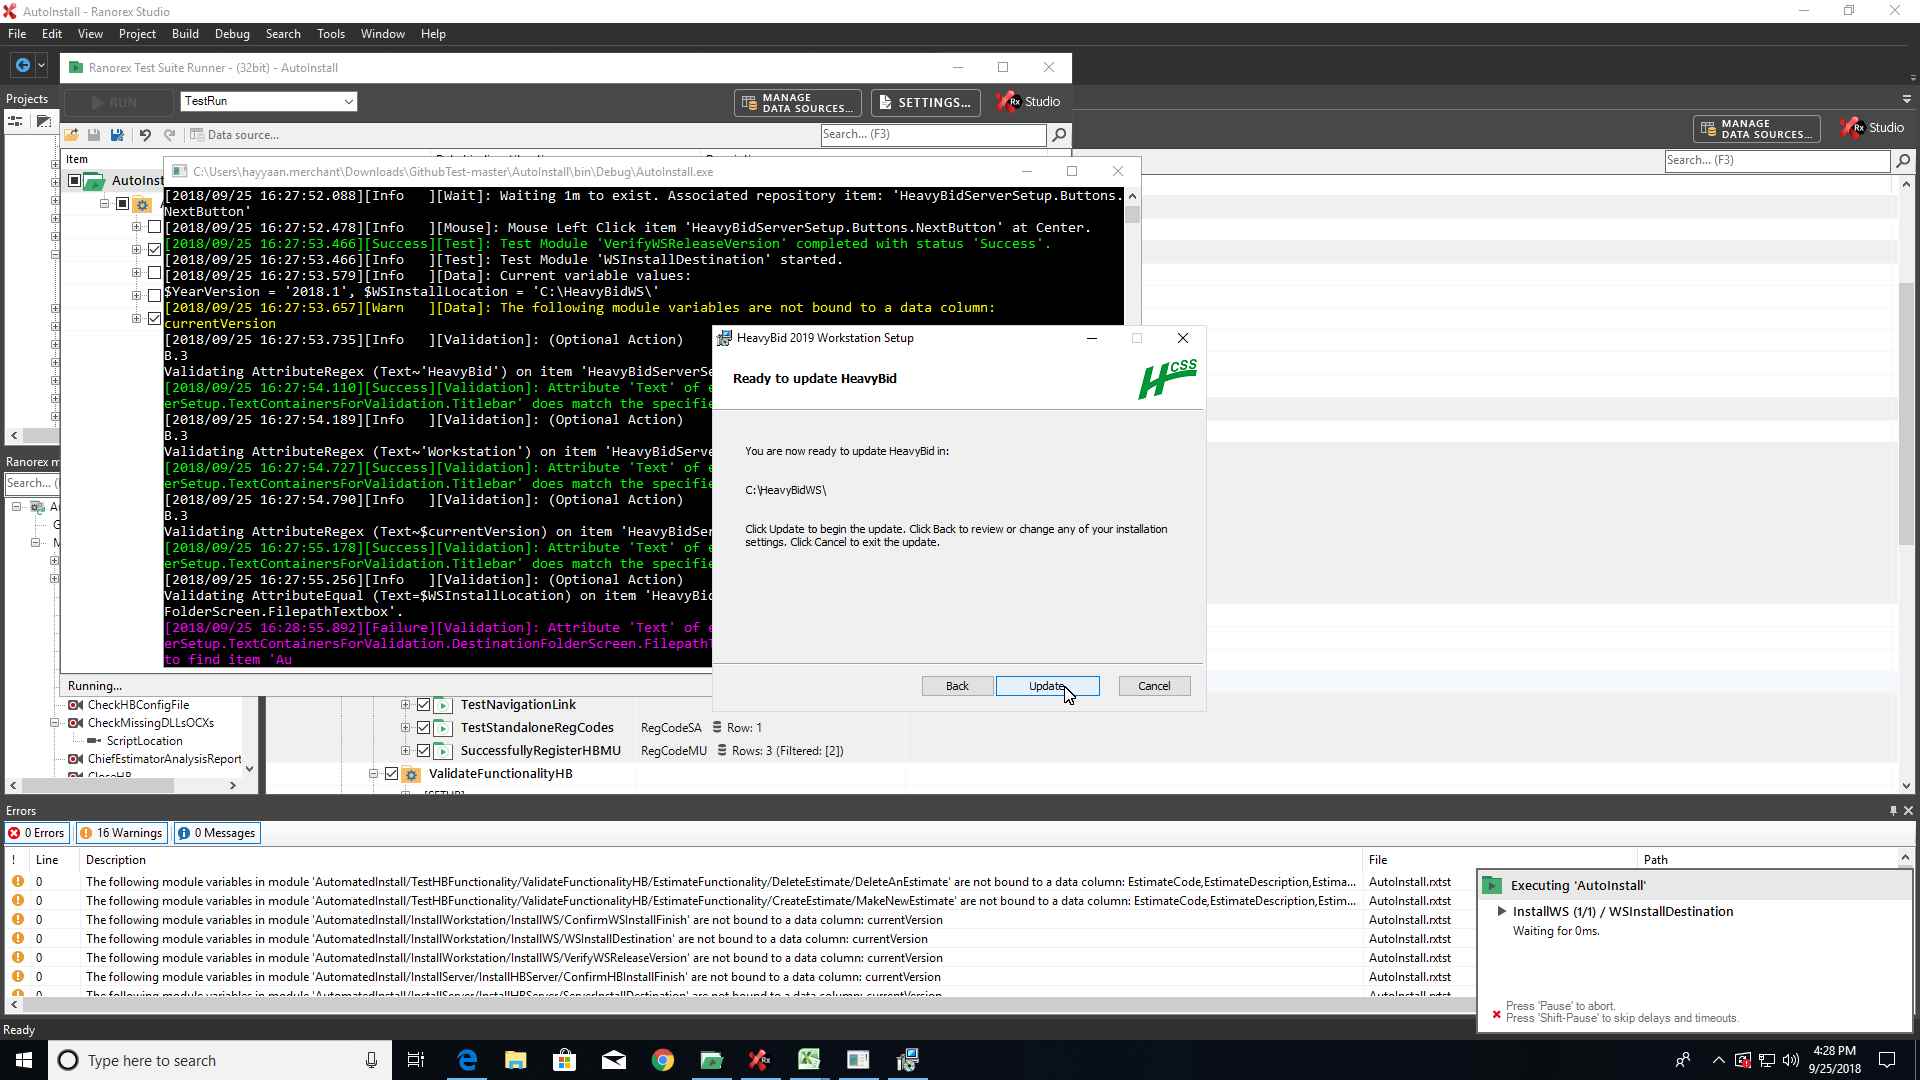 AutoInstall - Ranorex Studio
File Edit View Project Build Debug Search Tools Window Help
Ranorex Test Suite Runner - (32bit) - AutoInstall
Projects
RUN
TestRun
MANAGE DATA SOURCES...
SETTINGS...
Rx Studio
MANAGE DATA SOURCES...
Rx Studio
Data source...
Search... (F3)
Search... (F3)
Item
AutoInst
C:\Users\hayyaan.merchant\Downloads\GithubTest-master\AutoInstall\bin\Debug\AutoInstall.exe
[2018/09/25 16:27:52.088][Info   ][Wait]: Waiting 1m to exist. Associated repository item: 'HeavyBidServerSetup.Buttons.
NextButton'
[2018/09/25 16:27:52.478][Info   ][Mouse]: Mouse Left Click item 'HeavyBidServerSetup.Buttons.NextButton' at Center.
[2018/09/25 16:27:53.466][Success][Test]: Test Module 'VerifyWSReleaseVersion' completed with status 'Success'.
[2018/09/25 16:27:53.466][Info   ][Test]: Test Module 'WSInstallDestination' started.
[2018/09/25 16:27:53.579][Info   ][Data]: Current variable values:
$YearVersion = '2018.1', $WSInstallLocation = 'C:\HeavyBidWS\'
[2018/09/25 16:27:53.657][Warn   ][Data]: The following module variables are not bound to a data column:
currentVersion
[2018/09/25 16:27:53.735][Info   ][Validation]: (Optional Action)
B.3
Validating AttributeRegex (Text~'HeavyBid') on item 'HeavyBidServerSe
[2018/09/25 16:27:54.110][Success][Validation]: Attribute 'Text' of e
erSetup.TextContainersForValidation.Titlebar' does match the specifie
[2018/09/25 16:27:54.189][Info   ][Validation]: (Optional Action)
B.3
Validating AttributeRegex (Text~'Workstation') on item 'HeavyBidServe
[2018/09/25 16:27:54.727][Success][Validation]: Attribute 'Text' of e
erSetup.TextContainersForValidation.Titlebar' does match the specifie
[2018/09/25 16:27:54.790][Info   ][Validation]: (Optional Action)
B.3
Validating AttributeRegex (Text~$currentVersion) on item 'HeavyBidSer
[2018/09/25 16:27:55.178][Success][Validation]: Attribute 'Text' of e
erSetup.TextContainersForValidation.Titlebar' does match the specifie
[2018/09/25 16:27:55.256][Info   ][Validation]: (Optional Action)
Validating AttributeEqual (Text=$WSInstallLocation) on item 'HeavyBid
FolderScreen.FilepathTextbox'.
[2018/09/25 16:28:55.892][Failure][Validation]: Attribute 'Text' of e
erSetup.TextContainersForValidation.DestinationFolderScreen.FilepathT
to find item 'Au
HeavyBid 2019 Workstation Setup
Ready to update HeavyBid
HCSS
You are now ready to update HeavyBid in:
C:\HeavyBidWS\
Click Update to begin the update. Click Back to review or change any of your installation
settings. Click Cancel to exit the update.
Back Update Cancel
Ranorex m
Search... (
Running...
CheckHBConfigFile
CheckMissingDLLsOCXs
ScriptLocation
ChiefEstimatorAnalysisReport
TestNavigationLink
TestStandaloneRegCodes RegCodeSA Row: 1
SuccessfullyRegisterHBMU RegCodeMU Rows: 3 (Filtered: [2])
ValidateFunctionalityHB
Errors
0 Errors 16 Warnings 0 Messages
! Line Description File Path
0 The following module variables in module 'AutomatedInstall/TestHBFunctionality/ValidateFunctionalityHB/EstimateFunctionality/DeleteEstimate/DeleteAnEstimate' are not bound to a data column: EstimateCode,EstimateDescription,Estima... AutoInstall.rxtst
0 The following module variables in module 'AutomatedInstall/TestHBFunctionality/ValidateFunctionalityHB/EstimateFunctionality/CreateEstimate/MakeNewEstimate' are not bound to a data column: EstimateCode,EstimateDescription,Estim... AutoInstall.rxtst
0 The following module variables in module 'AutomatedInstall/InstallWorkstation/InstallWS/ConfirmWSInstallFinish' are not bound to a data column: currentVersion AutoInstall.rxtst
0 The following module variables in module 'AutomatedInstall/InstallWorkstation/InstallWS/WSInstallDestination' are not bound to a data column: currentVersion AutoInstall.rxtst
0 The following module variables in module 'AutomatedInstall/InstallWorkstation/InstallWS/VerifyWSReleaseVersion' are not bound to a data column: currentVersion AutoInstall.rxtst
0 The following module variables in module 'AutomatedInstall/InstallServer/InstallHBServer/ConfirmHBInstallFinish' are not bound to a data column: currentVersion AutoInstall.rxtst
0 The following module variables in module 'AutomatedInstall/InstallServer/InstallHBServer/ServerInstallDestination' are not bound to a data column: currentVersion AutoInstall.rxtst
Executing 'AutoInstall'
InstallWS (1/1) / WSInstallDestination
Waiting for 0ms.
Press 'Pause' to abort.
Press 'Shift-Pause' to skip delays and timeouts.
Ready
Type here to search
4:28 PM
9/25/2018